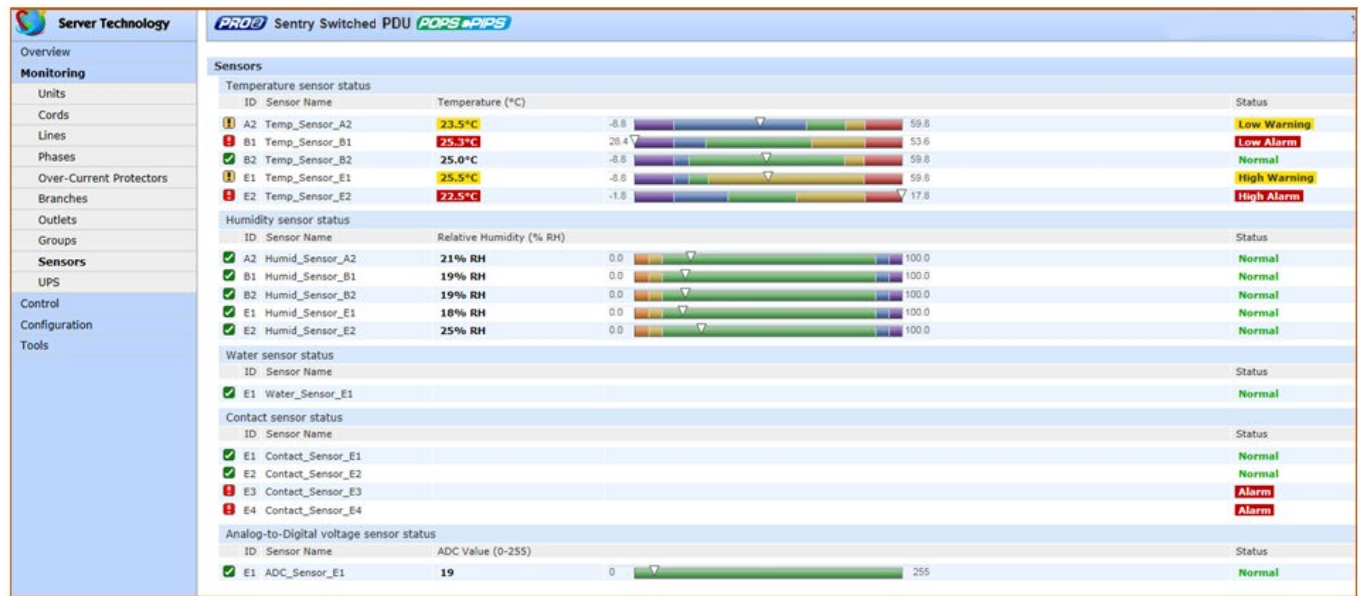 Server Technology
PRO2 Sentry Switched PDU POPS PIPS
Overview
Monitoring
Units
Cords
Lines
Phases
Over-Current Protectors
Branches
Outlets
Groups
Sensors
UPS
Control
Configuration
Tools
Sensors
Temperature sensor status
ID Sensor Name Temperature (°C) Status
A2 Temp_Sensor_A2 23.5°C -8.8 59.8 Low Warning
B1 Temp_Sensor_B1 25.3°C 28.4 53.6 Low Alarm
B2 Temp_Sensor_B2 25.0°C -8.8 59.8 Normal
E1 Temp_Sensor_E1 25.5°C -8.8 59.8 High Warning
E2 Temp_Sensor_E2 22.5°C -1.8 17.8 High Alarm
Humidity sensor status
ID Sensor Name Relative Humidity (% RH) Status
A2 Humid_Sensor_A2 21% RH 0.0 100.0 Normal
B1 Humid_Sensor_B1 19% RH 0.0 100.0 Normal
B2 Humid_Sensor_B2 19% RH 0.0 100.0 Normal
E1 Humid_Sensor_E1 18% RH 0.0 100.0 Normal
E2 Humid_Sensor_E2 25% RH 0.0 100.0 Normal
Water sensor status
ID Sensor Name Status
E1 Water_Sensor_E1 Normal
Contact sensor status
ID Sensor Name Status
E1 Contact_Sensor_E1 Normal
E2 Contact_Sensor_E2 Normal
E3 Contact_Sensor_E3 Alarm
E4 Contact_Sensor_E4 Alarm
Analog-to-Digital voltage sensor status
ID Sensor Name ADC Value (0-255) Status
E1 ADC_Sensor_E1 19 0 255 Normal